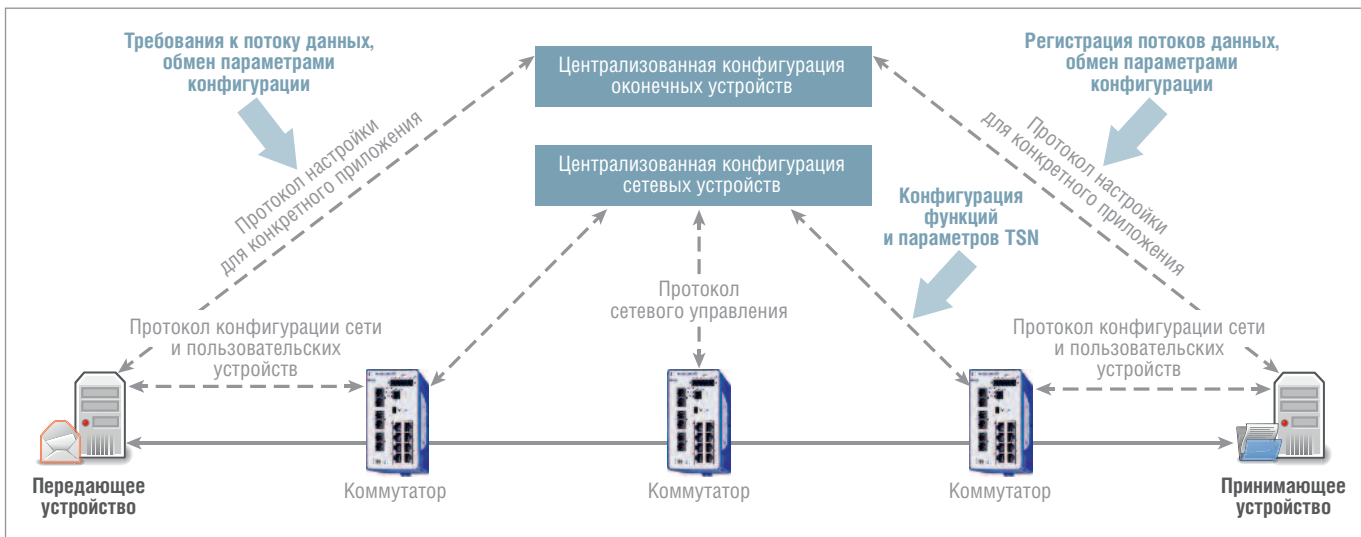 Требования к потоку данных,
обмен параметрами
конфигурации
Централизованная конфигурация
оконечных устройств
Регистрация потоков данных,
обмен параметрами
конфигурации
Протокол настройки
для конкретного приложения
Централизованная конфигурация
сетевых устройств
Протокол настройки
для конкретного приложения
Конфигурация
функций
и параметров TSN
Протокол
сетевого управления
Протокол конфигурации сети
и пользовательских
устройств
Протокол конфигурации сети
и пользовательских
устройств
Передающее
устройство
Коммутатор
Коммутатор
Коммутатор
Принимающее
устройство